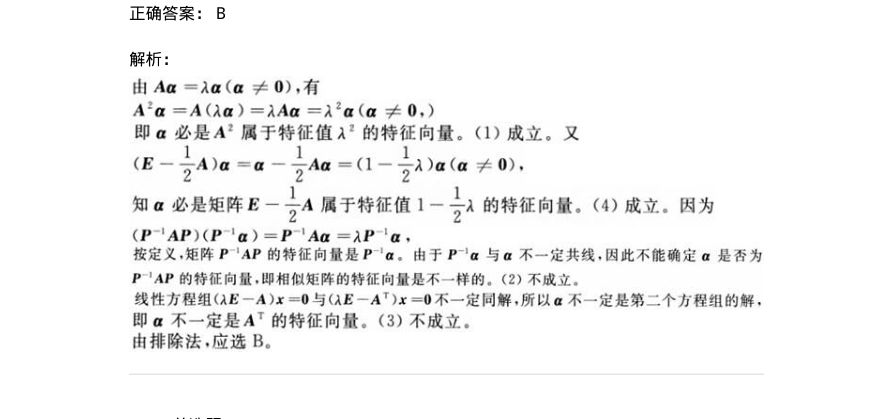 正确答案： B
解析：
由 Aα =λα(α ≠ 0),有
A²α =A(λα)=λAα =λ²α(α ≠ 0,)
即 α 必是 A² 属于特征值 λ² 的特征向量。(1) 成立。又
(E − 1/2 A)α =α − 1/2 Aα =(1− 1/2 λ)α(α ≠ 0),
知 α 必是矩阵 E − 1/2 A 属于特征值 1− 1/2 λ 的特征向量。(4) 成立。因为
(P⁻¹AP)(P⁻¹α)=P⁻¹Aα =λP⁻¹α,
按定义,矩阵 P⁻¹AP 的特征向量是 P⁻¹α。由于 P⁻¹α 与 α 不一定共线,因此不能确定 α 是否为
P⁻¹AP 的特征向量,即相似矩阵的特征向量是不一样的。(2) 不成立。
线性方程组(λE−A)x =0 与(λE−Aᵀ)x =0 不一定同解,所以 α 不一定是第二个方程组的解,
即 α 不一定是 Aᵀ 的特征向量。(3) 不成立。
由排除法,应选 B。